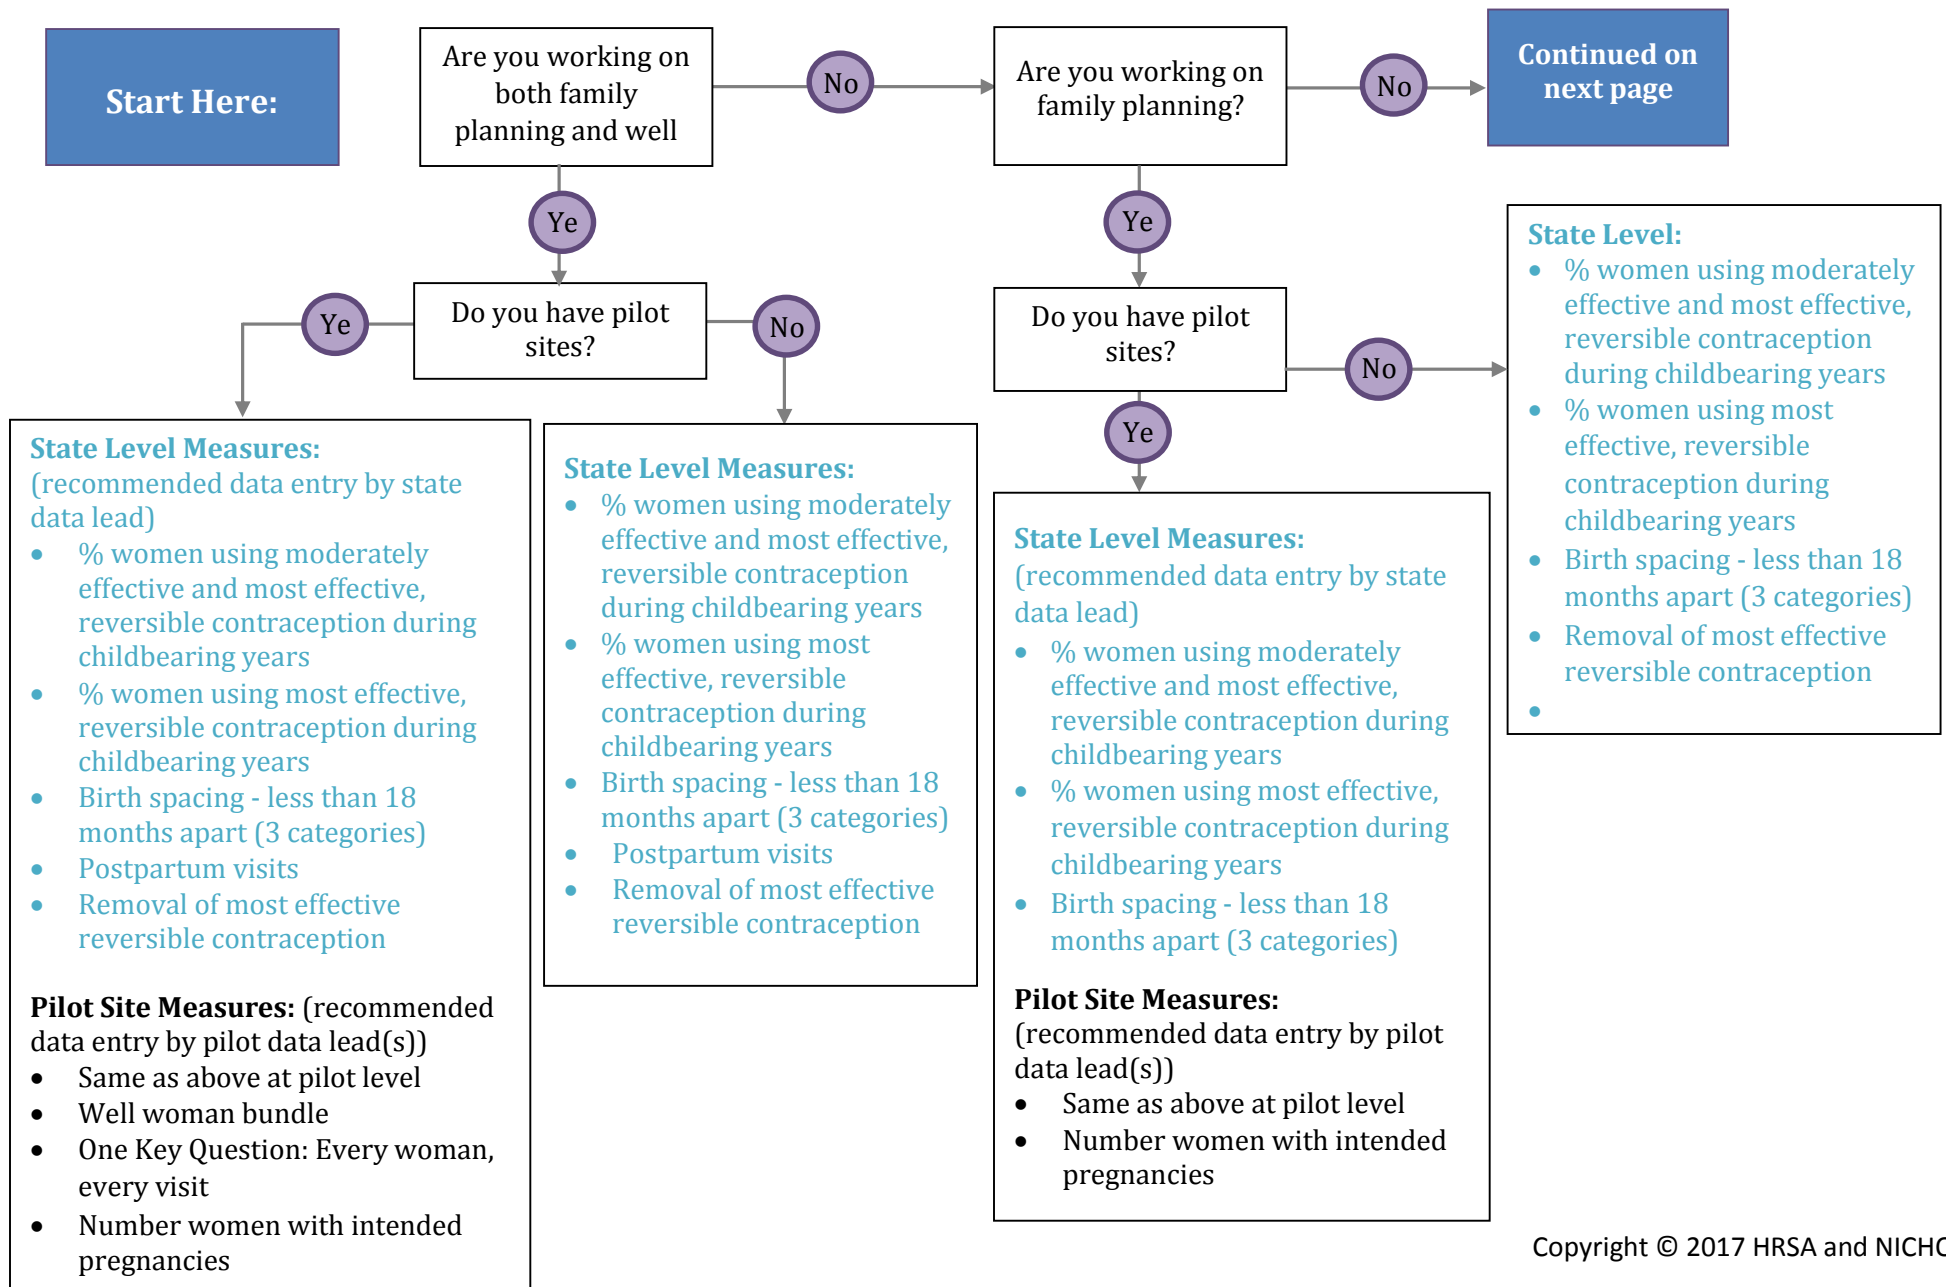 Start Here:
Are you working on
both family
planning and well
No
Are you working on
family planning?
No
Continued on
next page
Ye
Ye
Do you have pilot
sites?
Ye
No
Do you have pilot
sites?
No
Ye
State Level Measures:
(recommended data entry by state
data lead)
• % women using moderately
effective and most effective,
reversible contraception during
childbearing years
• % women using most effective,
reversible contraception during
childbearing years
• Birth spacing - less than 18
months apart (3 categories)
• Postpartum visits
• Removal of most effective
reversible contraception
Pilot Site Measures: (recommended
data entry by pilot data lead(s))
• Same as above at pilot level
• Well woman bundle
• One Key Question: Every woman,
every visit
• Number women with intended
pregnancies
State Level Measures:
• % women using moderately
effective and most effective,
reversible contraception
during childbearing years
• % women using most
effective, reversible
contraception during
childbearing years
• Birth spacing - less than 18
months apart (3 categories)
• Postpartum visits
• Removal of most effective
reversible contraception
State Level Measures:
(recommended data entry by state
data lead)
• % women using moderately
effective and most effective,
reversible contraception during
childbearing years
• % women using most effective,
reversible contraception during
childbearing years
• Birth spacing - less than 18
months apart (3 categories)
Pilot Site Measures:
(recommended data entry by pilot
data lead(s))
• Same as above at pilot level
• Number women with intended
pregnancies
State Level:
• % women using moderately
effective and most effective,
reversible contraception
during childbearing years
• % women using most
effective, reversible
contraception during
childbearing years
• Birth spacing - less than 18
months apart (3 categories)
• Removal of most effective
reversible contraception
•
Copyright © 2017 HRSA and NICHQ